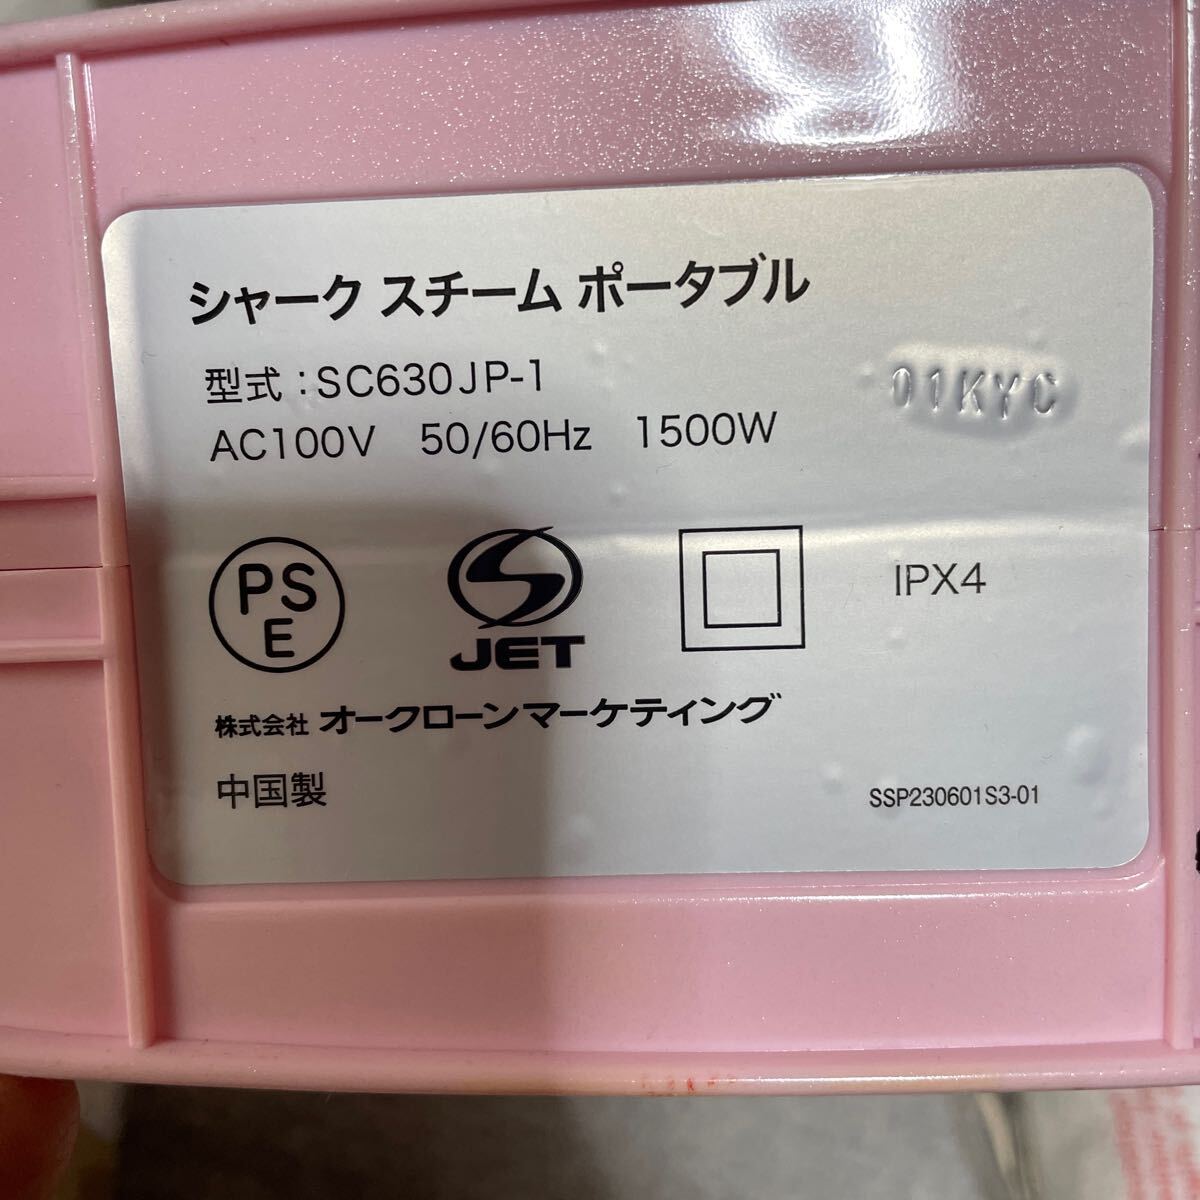 シャーク スチーム ポータブル
型式 : SC630JP-1
01KYC
AC100V 50/60Hz 1500W
PS
E
JET
IPX4
株式会社 オークローンマーケティング
中国製
SSP230601S3-01